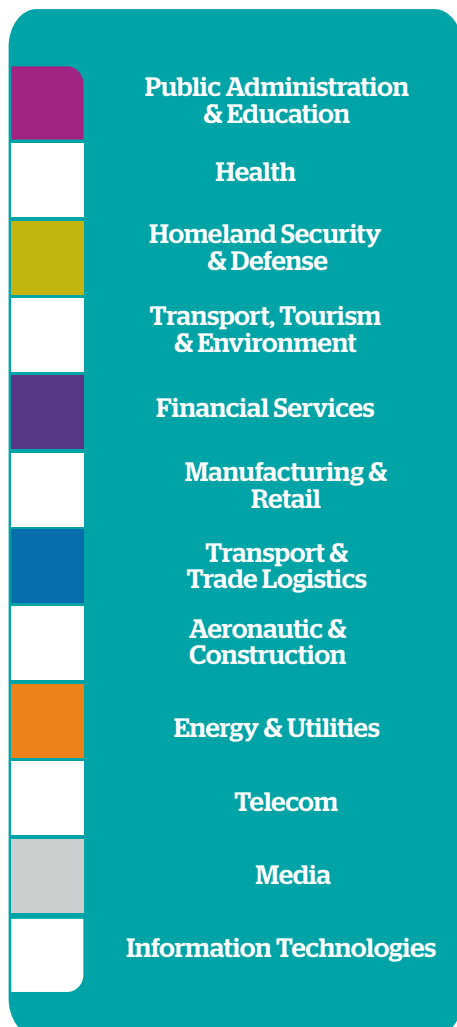 Public Administration
& Education
Health
Homeland Security
& Defense
Transport, Tourism
& Environment
Financial Services
Manufacturing &
Retail
Transport &
Trade Logistics
Aeronautic &
Construction
Energy & Utilities
Telecom
Media
Information Technologies